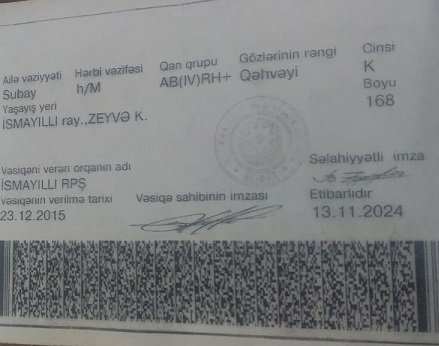 Ailə vəziyyəti Hərbi vəzifəsi Qan qrupu Gözlərinin rəngi Cinsi
Subay h/M AB(IV)RH+ Qəhvəyi K
Boyu
168
Yaşayış yeri
İSMAYILLI ray.,ZEYVƏ K.
Vəsiqəni verən orqanın adı Səlahiyyətli imza
İSMAYILLI RPŞ
Vəsiqənin verilmə tarixi Vəsiqə sahibinin imzası Etibarlıdır
23.12.2015 13.11.2024